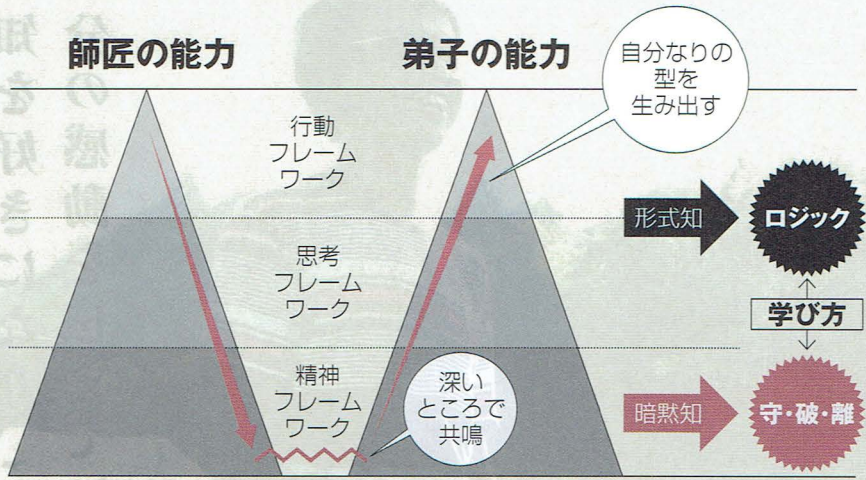 師匠の能力
弟子の能力
自分なりの
型を
生み出す
行動
フレーム
ワーク
思考
フレーム
ワーク
精神
フレーム
ワーク
深い
ところで
共鳴
形式知
ロジック
学び方
暗黙知
守・破・離